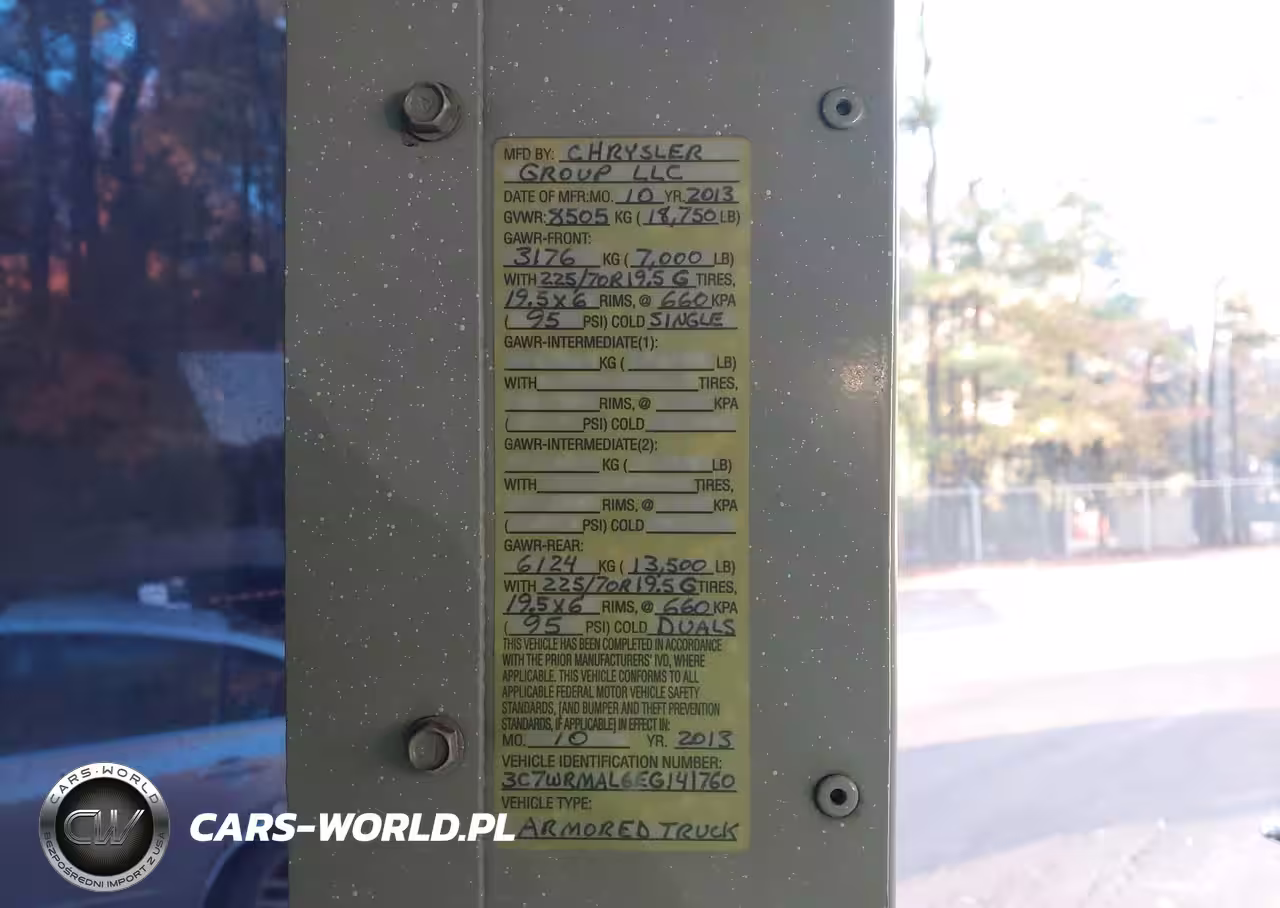 MFD BY: CHRYSLER
GROUP LLC
DATE OF MFR:MO. 10 YR. 2013
GVWR: 8505 KG ( 18,750 LB)
GAWR-FRONT:
3176 KG ( 7,000 LB)
WITH 225/70R19.5 G TIRES,
19.5X6 RIMS, @ 660 KPA
( 95 PSI) COLD SINGLE
GAWR-INTERMEDIATE(1):
KG ( LB)
WITH TIRES,
RIMS, @ KPA
( PSI) COLD
GAWR-INTERMEDIATE(2):
KG ( LB)
WITH TIRES,
RIMS, @ KPA
( PSI) COLD
GAWR-REAR:
6124 KG ( 13,500 LB)
WITH 225/70R19.5G TIRES,
19.5X6 RIMS, @ 660 KPA
( 95 PSI) COLD DUALS
THIS VEHICLE HAS BEEN COMPLETED IN ACCORDANCE
WITH THE PRIOR MANUFACTURERS' IVD, WHERE
APPLICABLE. THIS VEHICLE CONFORMS TO ALL
APPLICABLE FEDERAL MOTOR VEHICLE SAFETY
STANDARDS, [AND BUMPER AND THEFT PREVENTION
STANDARDS, IF APPLICABLE] IN EFFECT IN:
MO. 10 YR. 2013
VEHICLE IDENTIFICATION NUMBER:
3C7WRMAL6EG141760
VEHICLE TYPE:
ARMORED TRUCK
CARS-WORLD
CW
BEZPOŚREDNI IMPORT Z USA
CARS-WORLD.PL